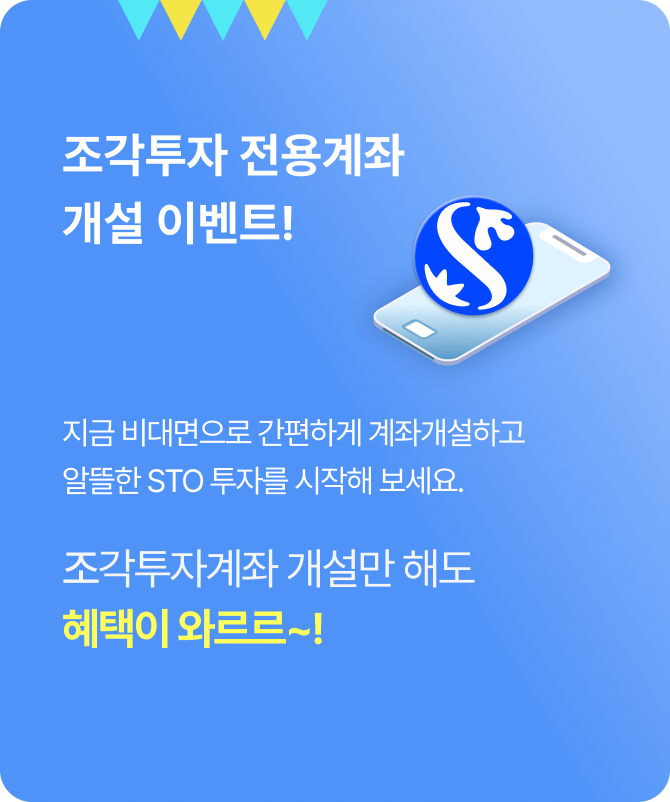 조각투자 전용계좌
개설 이벤트!
지금 비대면으로 간편하게 계좌개설하고
알뜰한 STO 투자를 시작해 보세요.
조각투자계좌 개설만 해도
혜택이 와르르~!